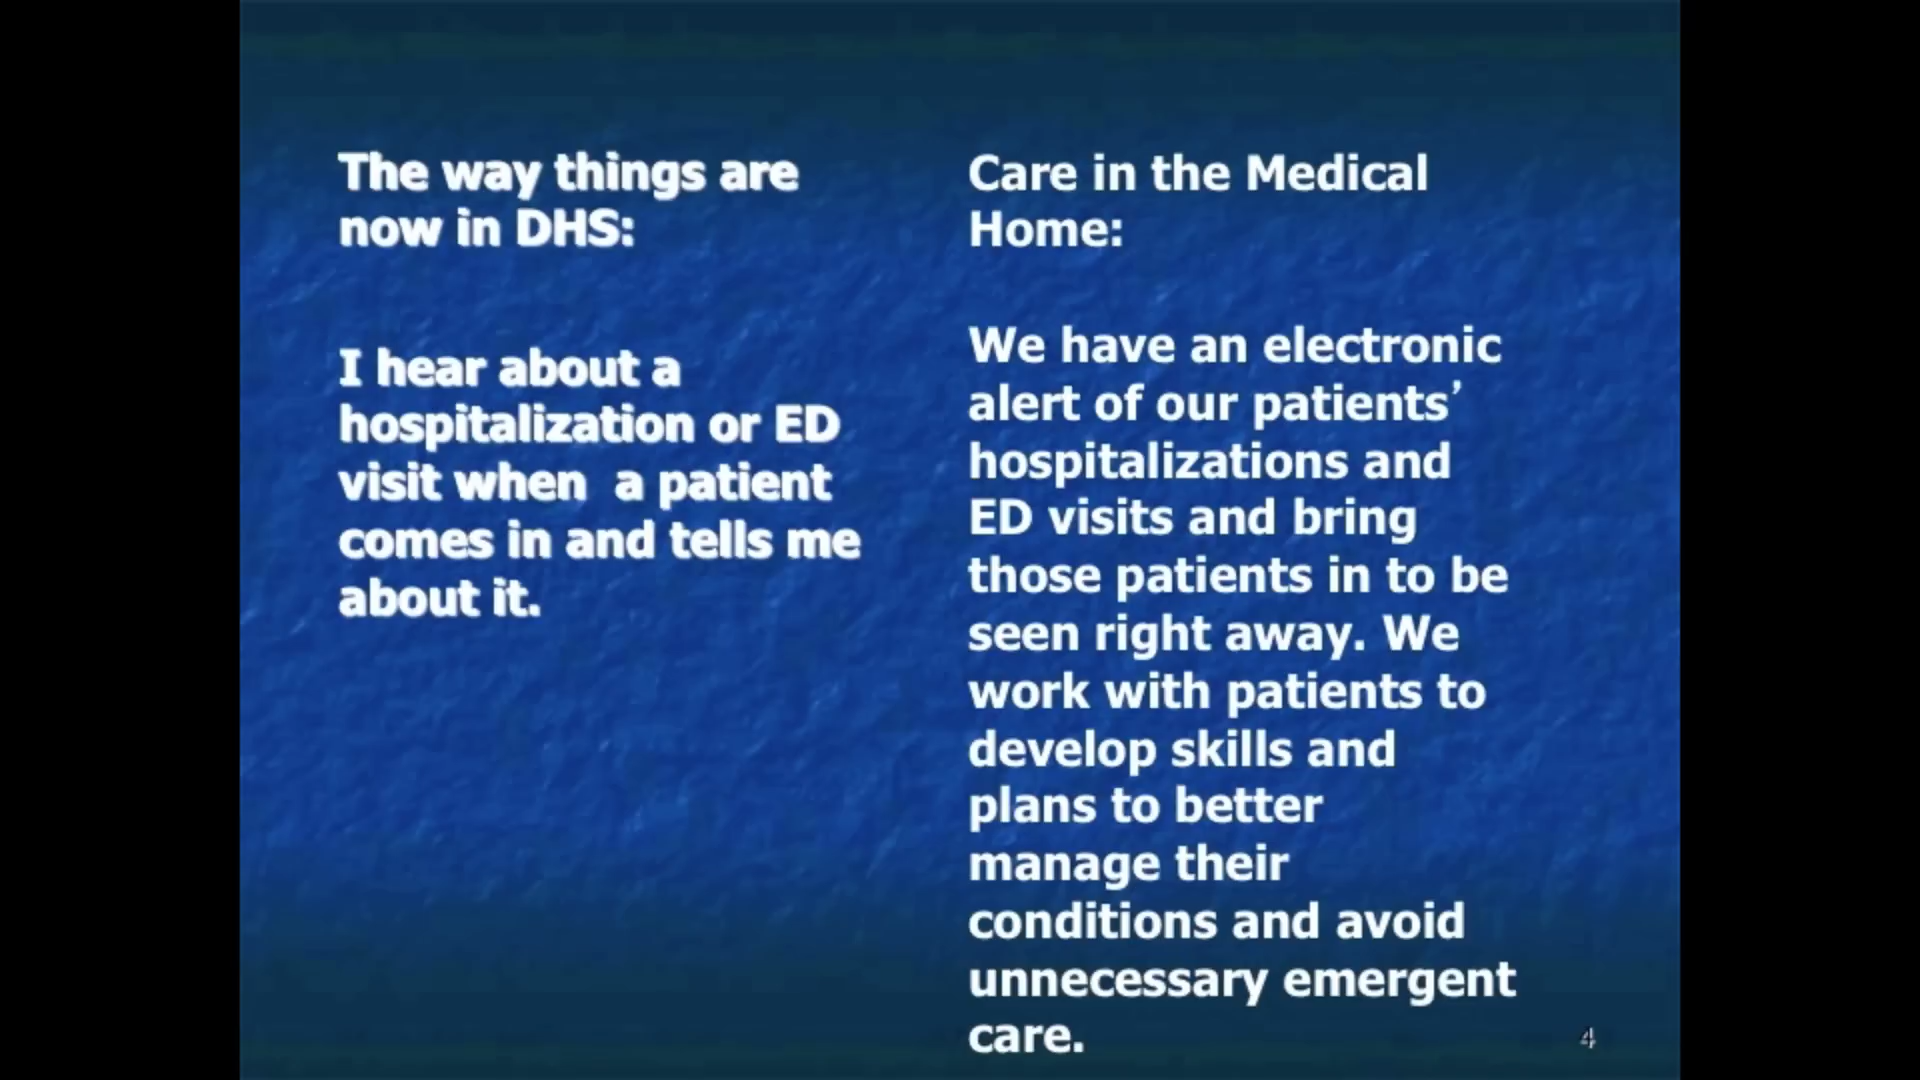 The way things are
now in DHS:
I hear about a
hospitalization or ED
visit when  a patient
comes in and tells me
about it.
Care in the Medical
Home:
We have an electronic
alert of our patients’
hospitalizations and
ED visits and bring
those patients in to be
seen right away. We
work with patients to
develop skills and
plans to better
manage their
conditions and avoid
unnecessary emergent
care.
4